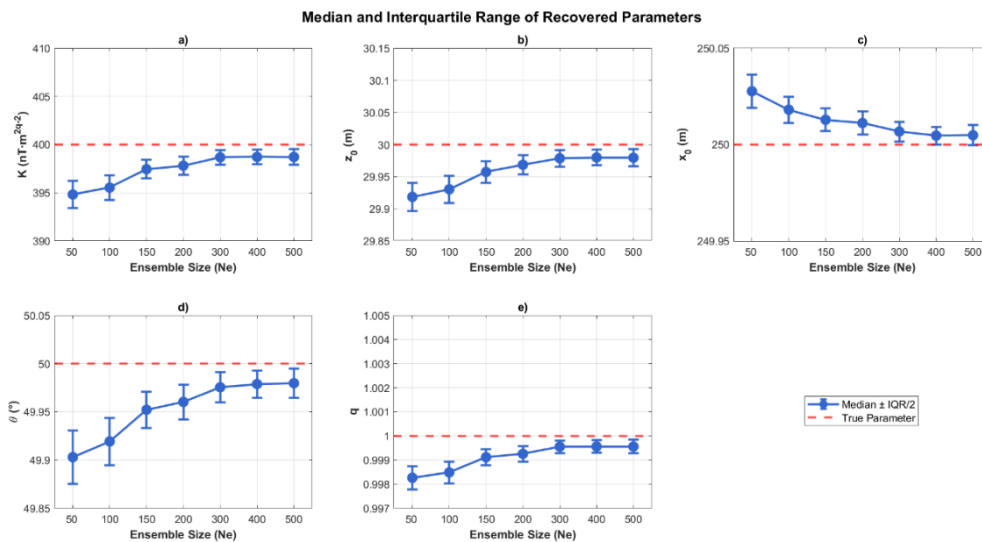 Median and Interquartile Range of Recovered Parameters
a)
410
405
400
395
390
K (nT·m^2q-2)
50 100 150 200 300 400 500
Ensemble Size (Ne)
b)
30.15
30.1
30.05
30
29.95
29.9
29.85
z_0 (m)
50 100 150 200 300 400 500
Ensemble Size (Ne)
c)
250.05
250
249.95
x_0 (m)
50 100 150 200 300 400 500
Ensemble Size (Ne)
d)
50.05
50
49.95
49.9
49.85
θ (°)
50 100 150 200 300 400 500
Ensemble Size (Ne)
e)
1.005
1.004
1.003
1.002
1.001
1
0.999
0.998
0.997
q
50 100 150 200 300 400 500
Ensemble Size (Ne)
Median ± IQR/2
True Parameter